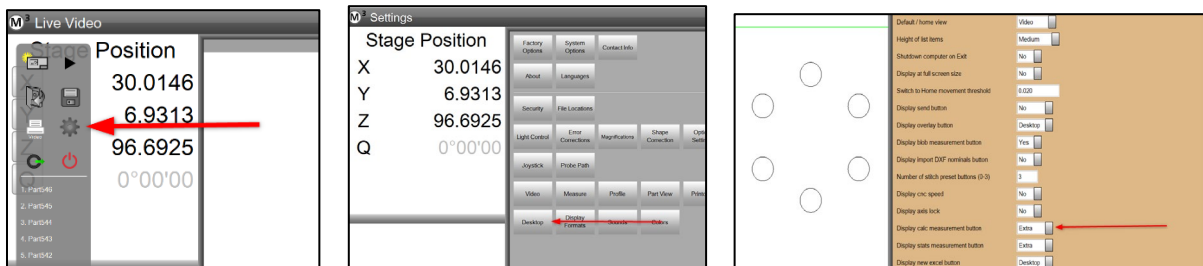 M³ Live Video
Stage Position
X 30.0146
Y 6.9313
Z 96.6925
Q 0°00'00
1. Part546
2. Part545
3. Part544
4. Part543
5. Part542
M³ Settings
Stage Position
X 30.0146
Y 6.9313
Z 96.6925
Q 0°00'00
Factory Options
System Options
Contact Info
About
Languages
Security
File Locations
Light Control
Error Corrections
Magnifications
Shape Correction
Joystick
Probe Path
Video
Measure
Profile
Part View
Desktop
Display Formats
Sounds
Colors
Default / home view Video
Height of list items Medium
Shutdown computer on Exit No
Display at full screen size No
Switch to Home movement threshold 0.020
Display send button No
Display overlay button Desktop
Display blob measurement button Yes
Display import DXF nominals button No
Number of stitch preset buttons (0-3) 3
Display cnc speed No
Display axis lock No
Display calc measurement button Extra
Display stats measurement button Extra
Display new excel button Desktop